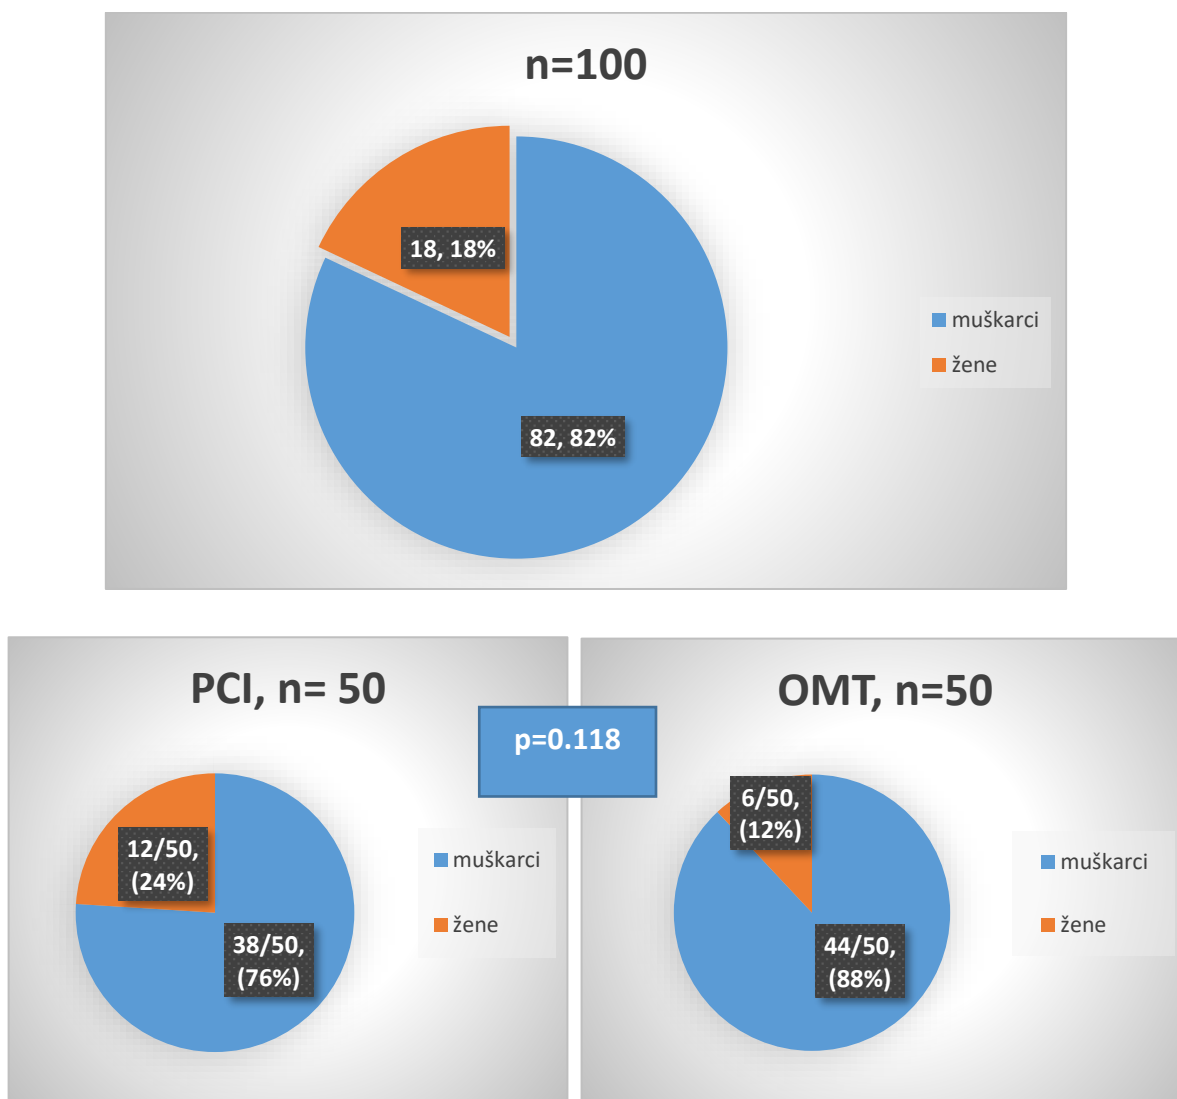 n=100
18, 18%
82, 82%
muškarci
žene
PCI, n= 50
12/50,
(24%)
38/50,
(76%)
muškarci
žene
p=0.118
OMT, n=50
6/50,
(12%)
44/50,
(88%)
muškarci
žene